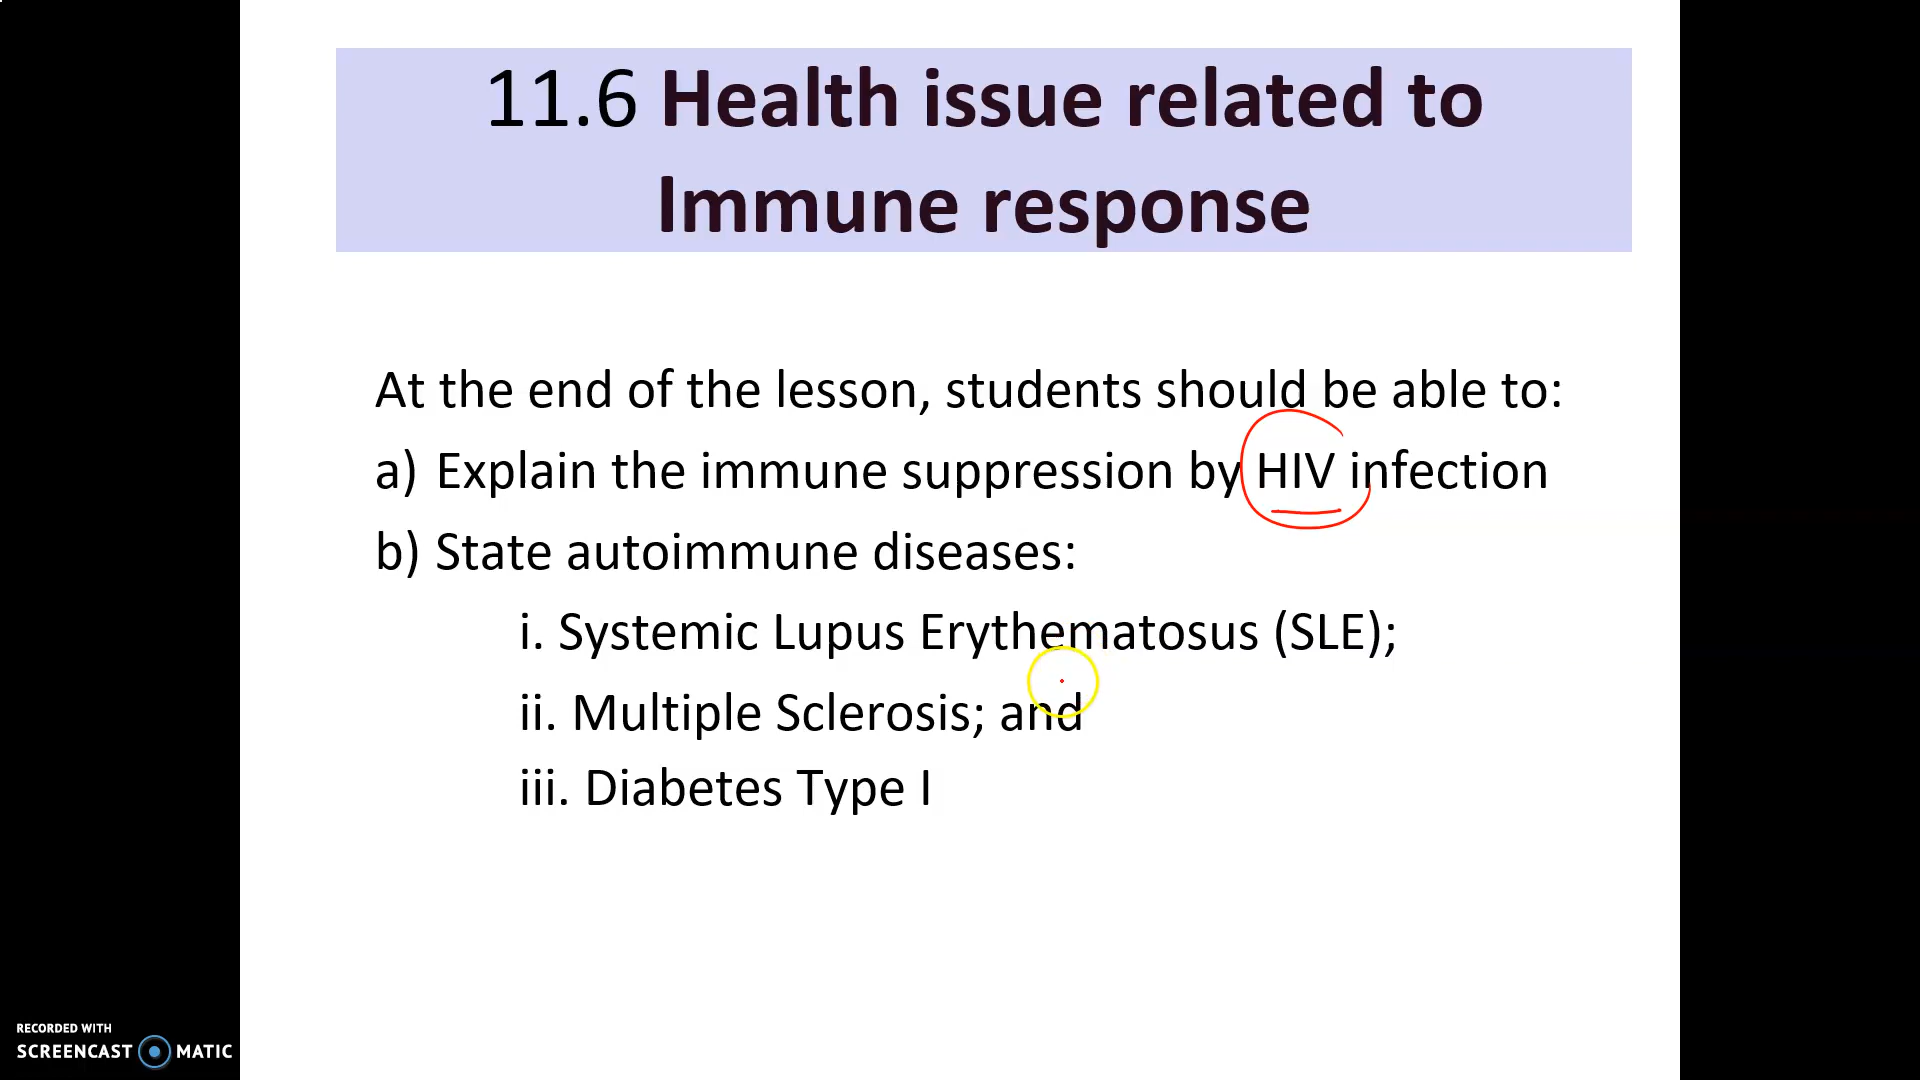 11.6 Health issue related to
Immune response
At the end of the lesson, students should be able to:
a) Explain the immune suppression by HIV infection
b) State autoimmune diseases:
i. Systemic Lupus Erythematosus (SLE);
ii. Multiple Sclerosis; and
iii. Diabetes Type I
RECORDED WITH
SCREENCAST MATIC